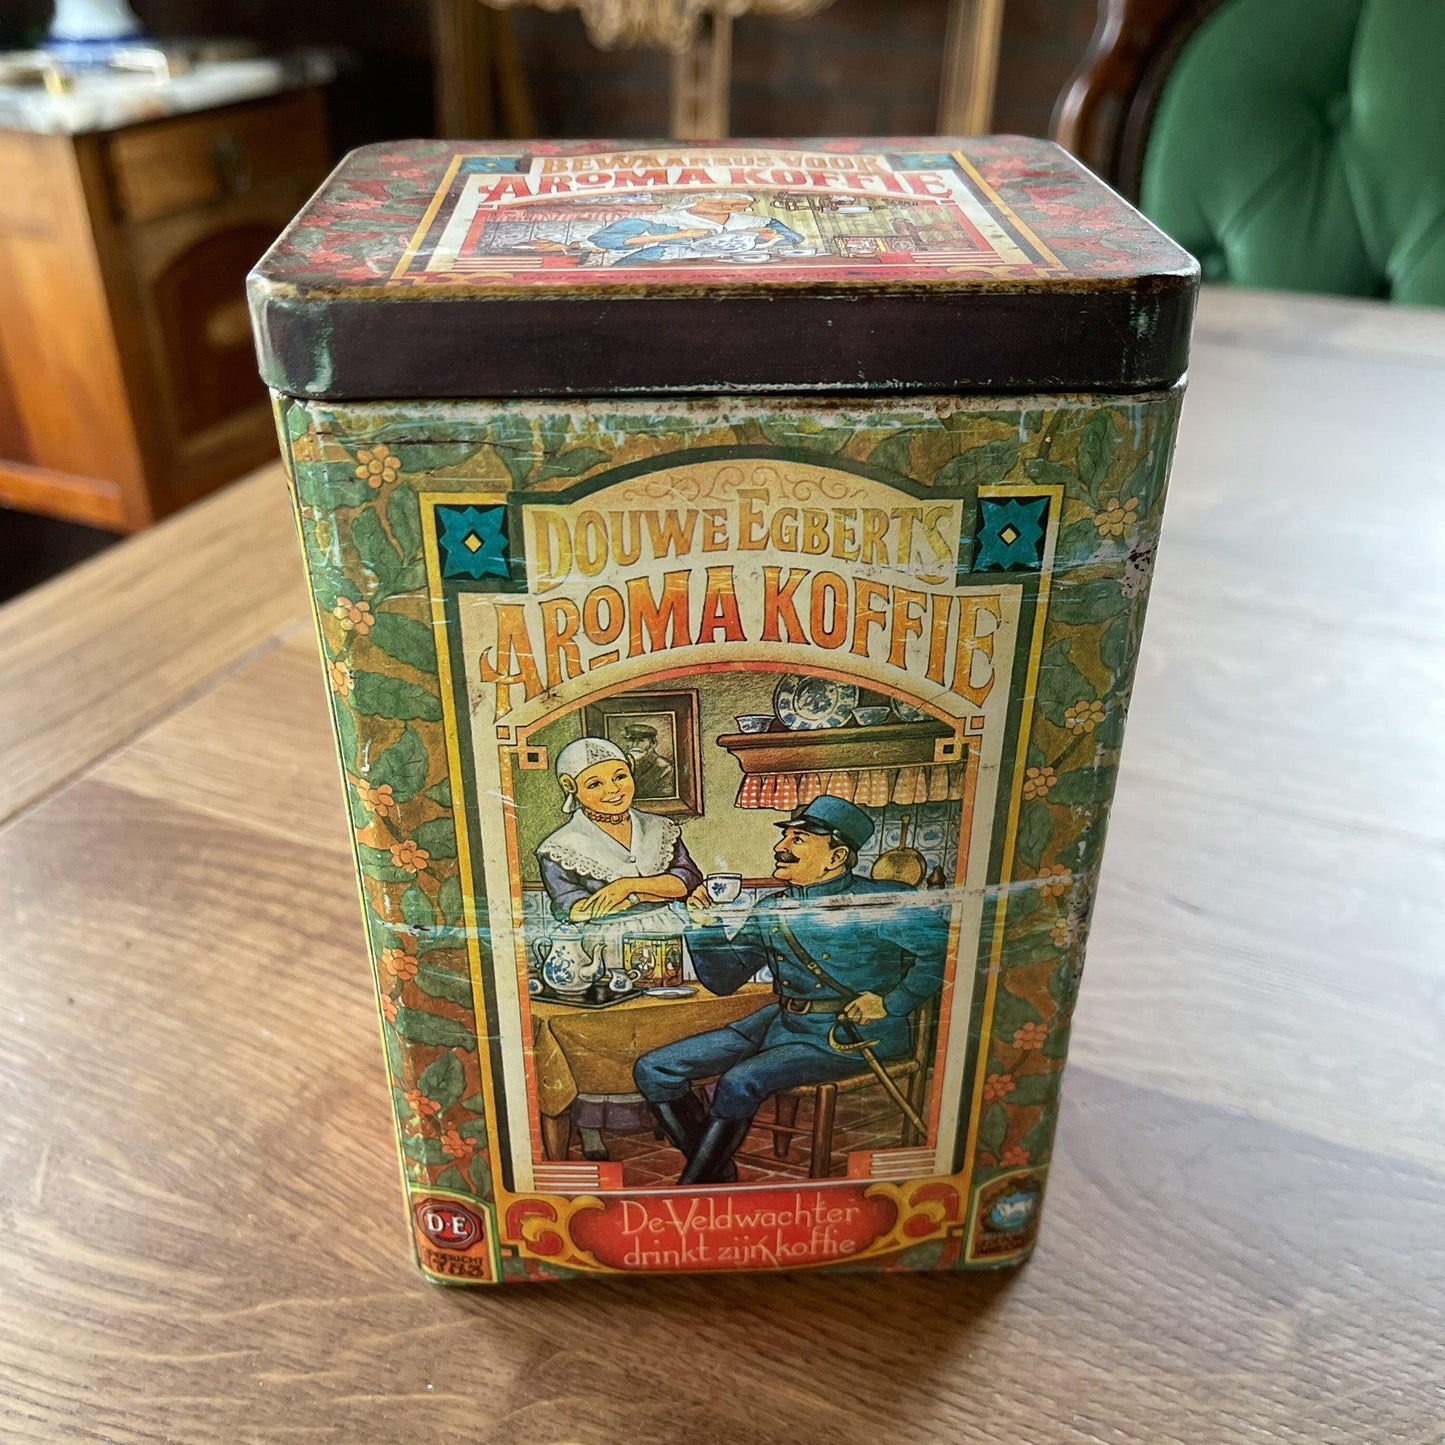 BEWAARBUS VOOR
AROMA KOFFIE
DOUWE EGBERTS
AROMA KOFFIE
De Veldwachter
drinkt zijn koffie
D·E